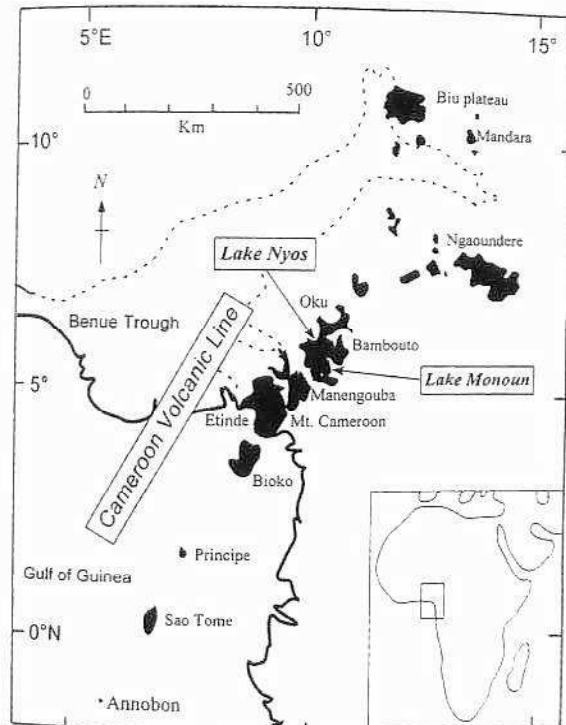 5°E
10°
15°
0
500
Km
Biu plateau
Mandara
10°
N
Ngaoundere
Lake Nyos
Oku
Benue Trough
Bambouto
Cameroon Volcanic Line
Lake Monoun
5°
Manengouba
Etinde
Mt. Cameroon
Bioko
Principe
Gulf of Guinea
Sao Tome
0°N
Annobon